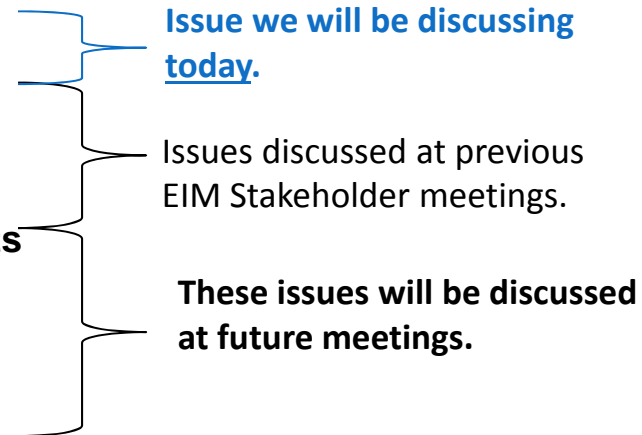 Issue we will be discussing
today.
Issues discussed at previous
EIM Stakeholder meetings.
These issues will be discussed
at future meetings.